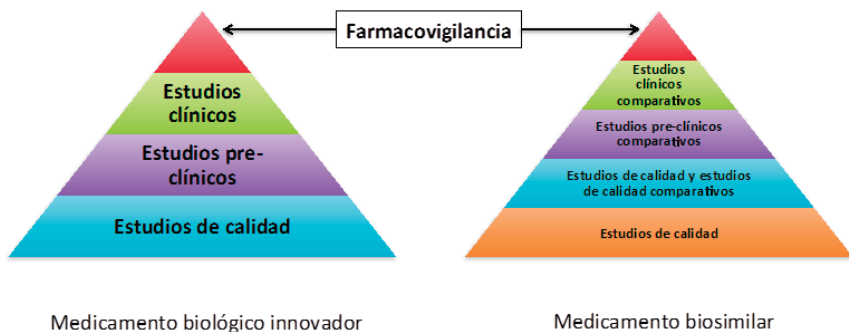 Farmacovigilancia
Estudios
clínicos
Estudios pre-
clínicos
Estudios de calidad
Medicamento biológico innovador
Estudios
clínicos
comparativos
Estudios pre-clínicos
comparativos
Estudios de calidad y estudios
de calidad comparativos
Estudios de calidad
Medicamento biosimilar